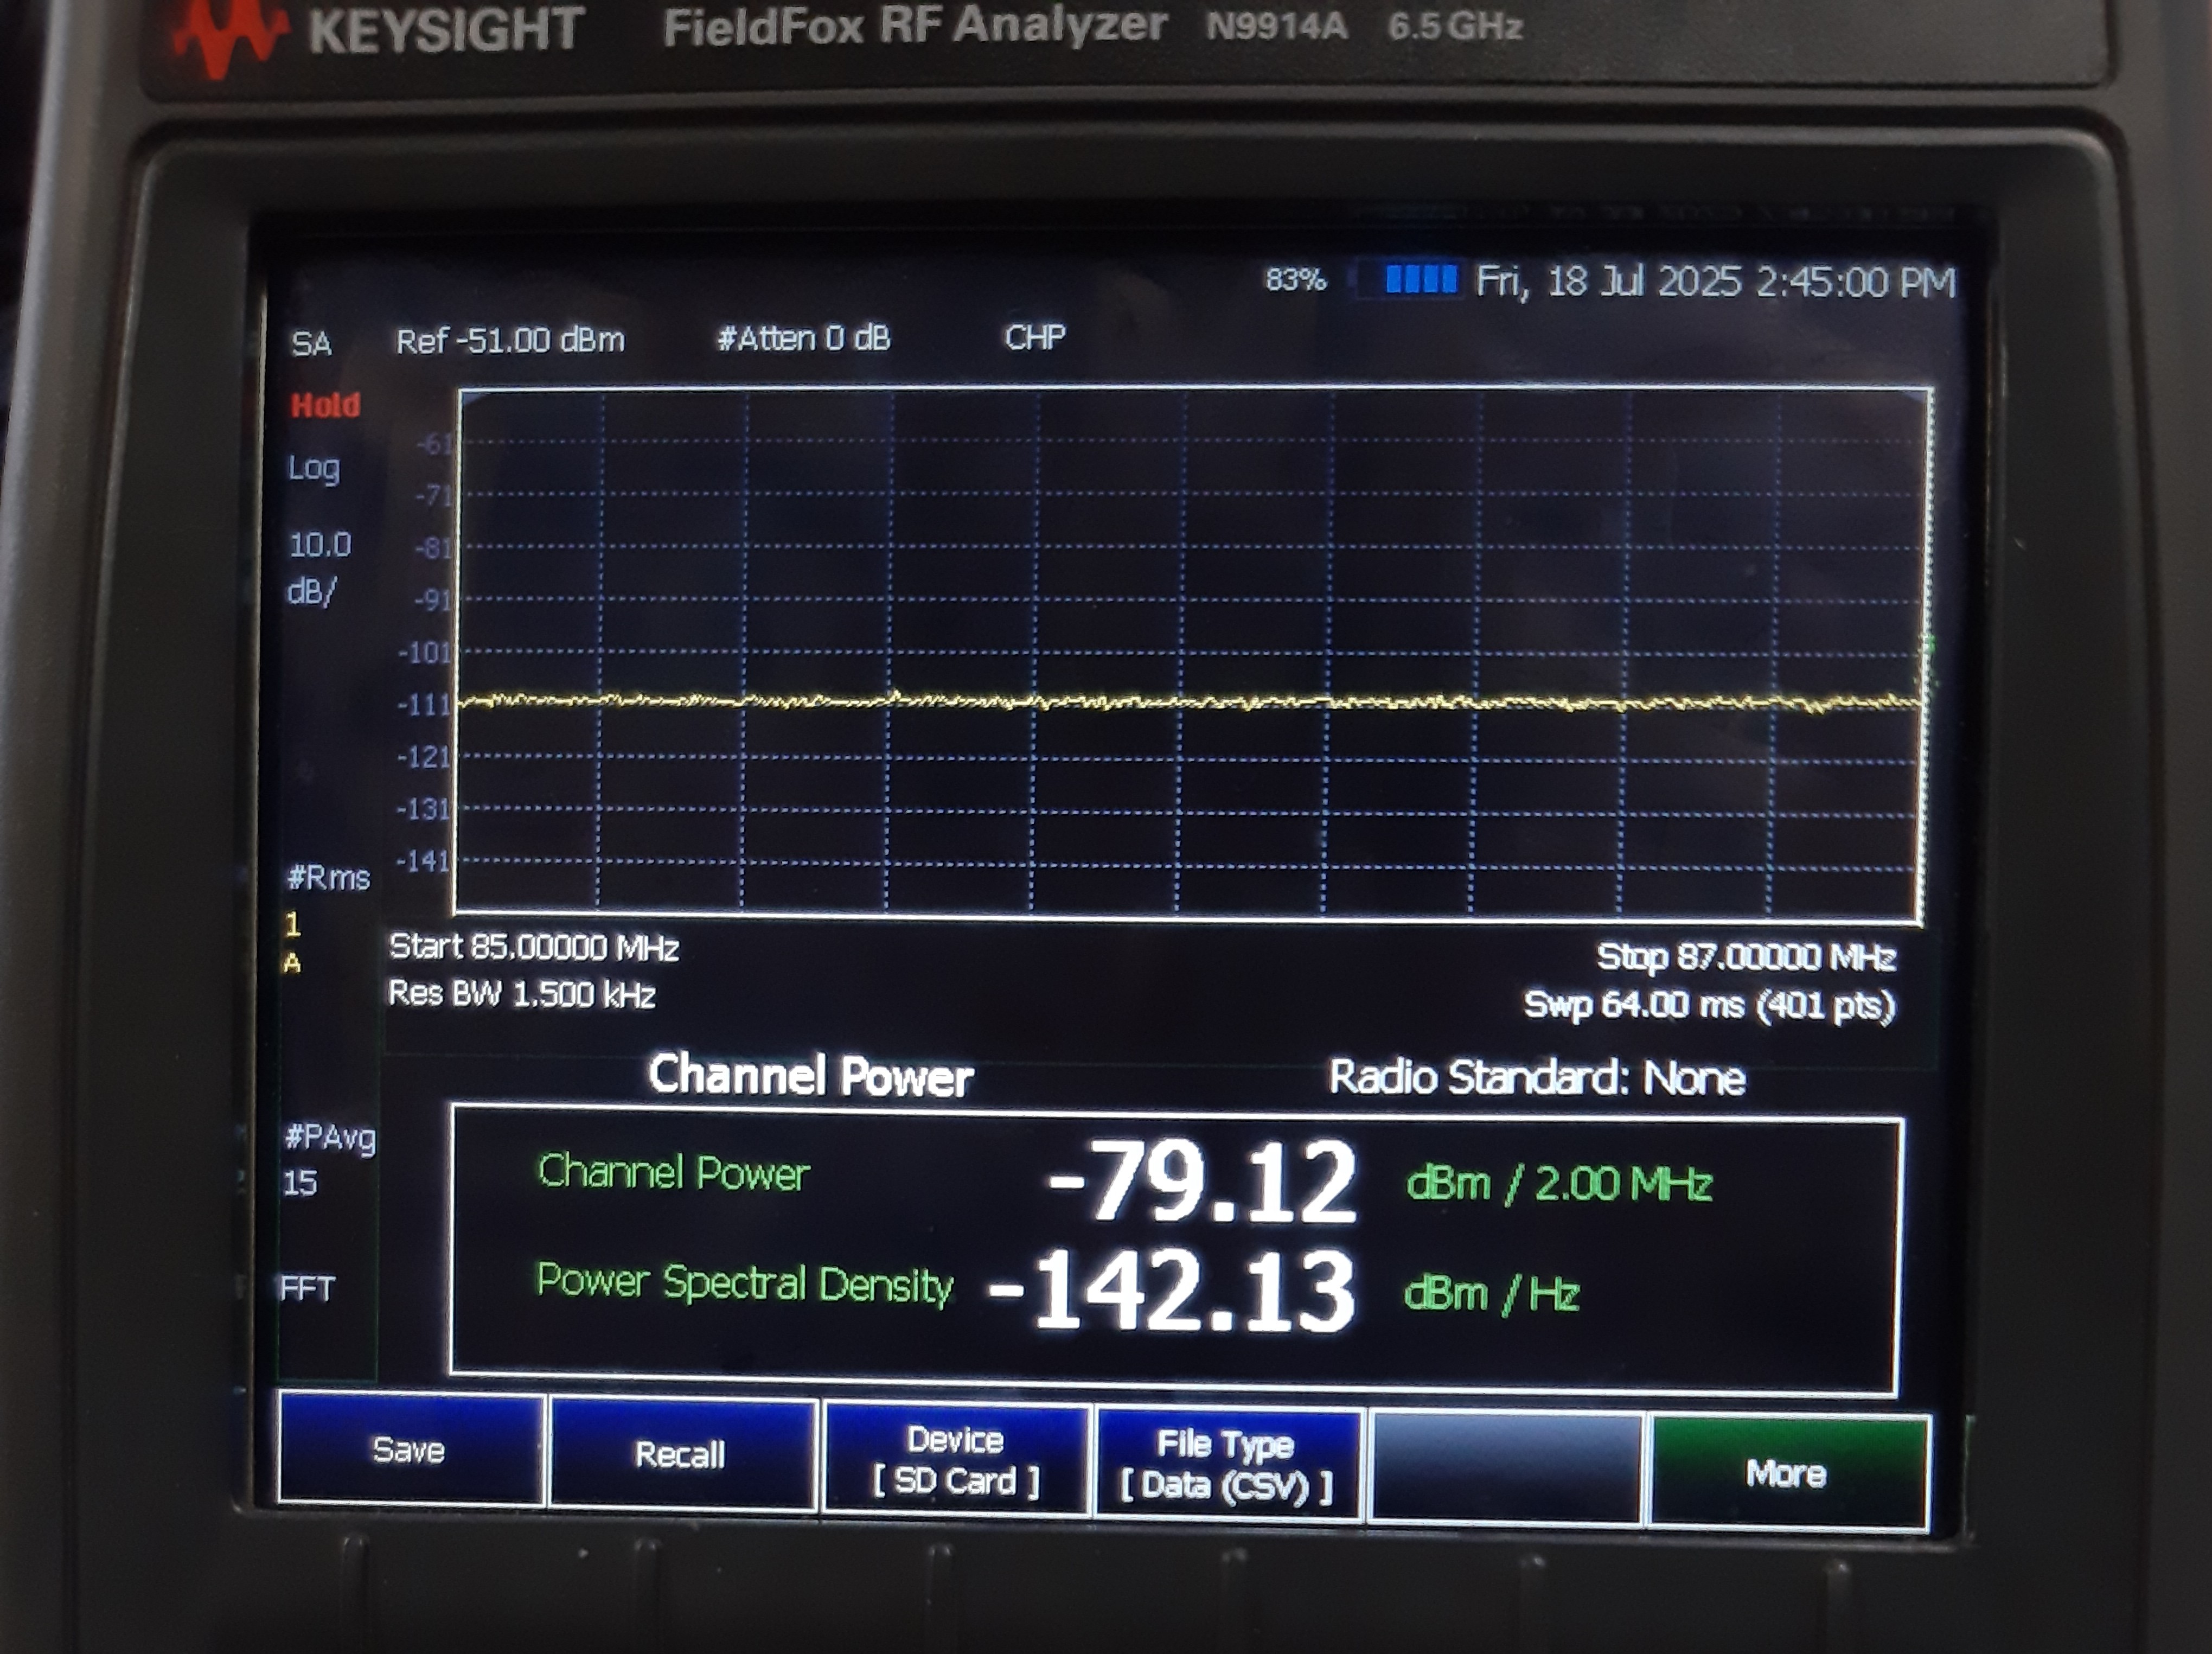 KEYSIGHT FieldFox RF Analyzer N9914A 6.5 GHz
83% Fri, 18 Jul 2025 2:45:00 PM
SA Ref -51.00 dBm #Atten 0 dB CHP
Hold
-61
Log
-71
10.0
-81
dB/
-91
-101
-111
-121
-131
-141
#Rms
1
A
Start 85.00000 MHz Stop 87.00000 MHz
Res BW 1.500 kHz Swp 64.00 ms (401 pts)
Channel Power Radio Standard: None
#PAvg
15
Channel Power -79.12 dBm / 2.00 MHz
Power Spectral Density -142.13 dBm / Hz
FFT
Save Recall Device File Type More
[ SD Card ] [ Data (CSV) ]